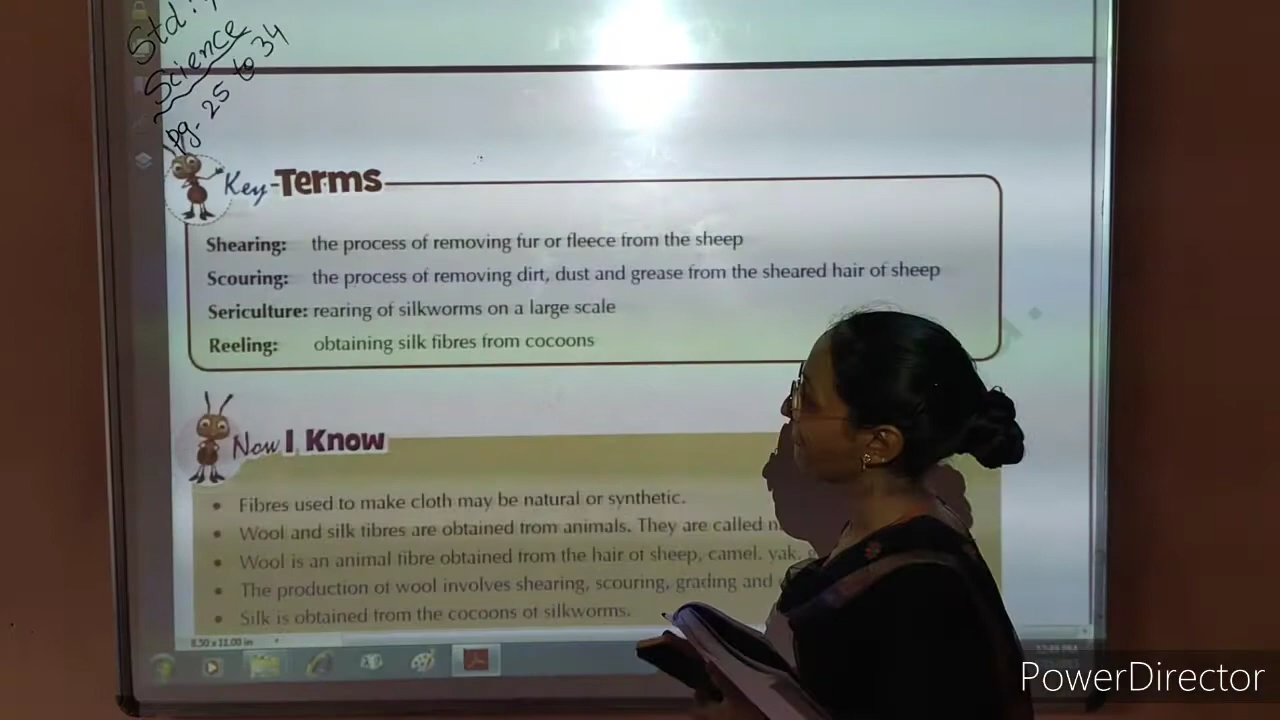 Std:
Science
pg. 25 to 34
Key-Terms
Shearing: the process of removing fur or fleece from the sheep
Scouring: the process of removing dirt, dust and grease from the sheared hair of sheep
Sericulture: rearing of silkworms on a large scale
Reeling: obtaining silk fibres from cocoons
Now I Know
• Fibres used to make cloth may be natural or synthetic.
• Wool and silk fibres are obtained from animals. They are called
• Wool is an animal fibre obtained from the hair of sheep, camel, yak,
• The production of wool involves shearing, scouring, grading and
• Silk is obtained from the cocoons of silkworms.
8.50 x 11.00 in
PowerDirector